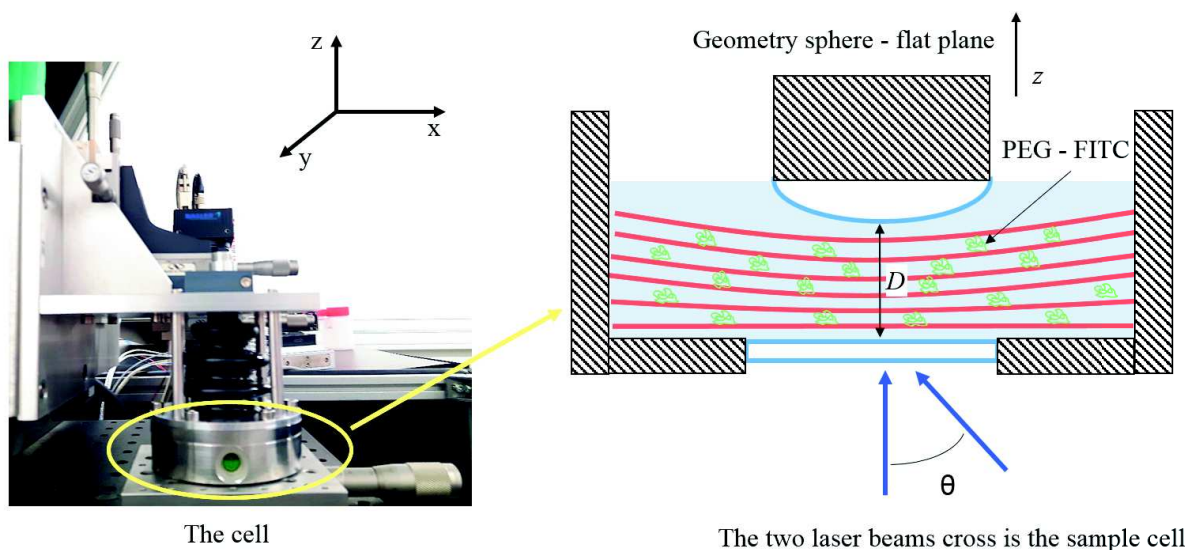 z
x
y
The cell
Geometry sphere - flat plane
z
PEG - FITC
D
θ
The two laser beams cross is the sample cell